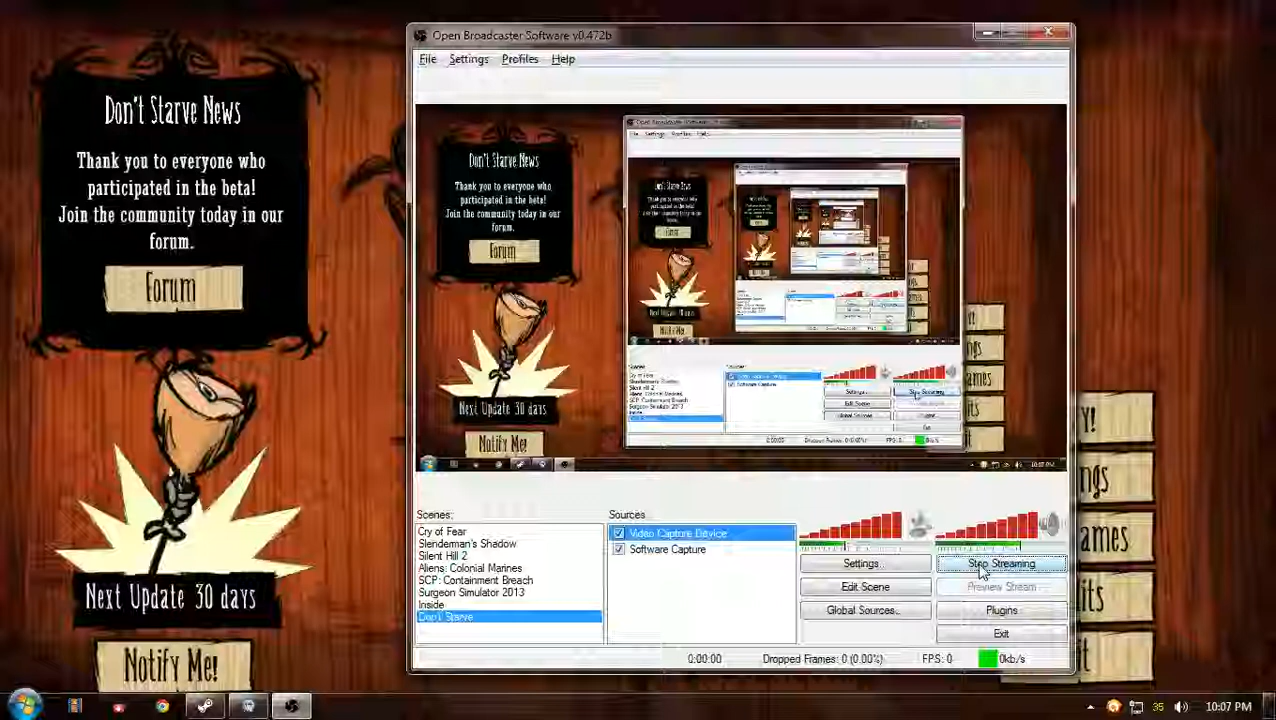 Don't Starve News
Thank you to everyone who
participated in the beta!
Join the community today in our
forum.
Forum
Next Update 30 days
Notify Me!
Open Broadcaster Software v0.472b
File Settings Profiles Help
Don't Starve News
Thank you to everyone who
participated in the beta!
Join the community today in our
forum.
Forum
Next Update 30 days
Notify Me!
Scenes:
Cry of Fear
Slenderman's Shadow
Silent Hill 2
Aliens: Colonial Marines
SCP: Containment Breach
Surgeon Simulator 2013
Inside
Don't Starve
Sources
Video Capture Device
Software Capture
Settings...
Edit Scene
Global Sources...
Stop Streaming
Preview Stream
Plugins
Exit
0:00:00 Dropped Frames: 0 (0.00%) FPS: 0 0kb/s
Y!
ngs
ames
its
it
35 10:07 PM